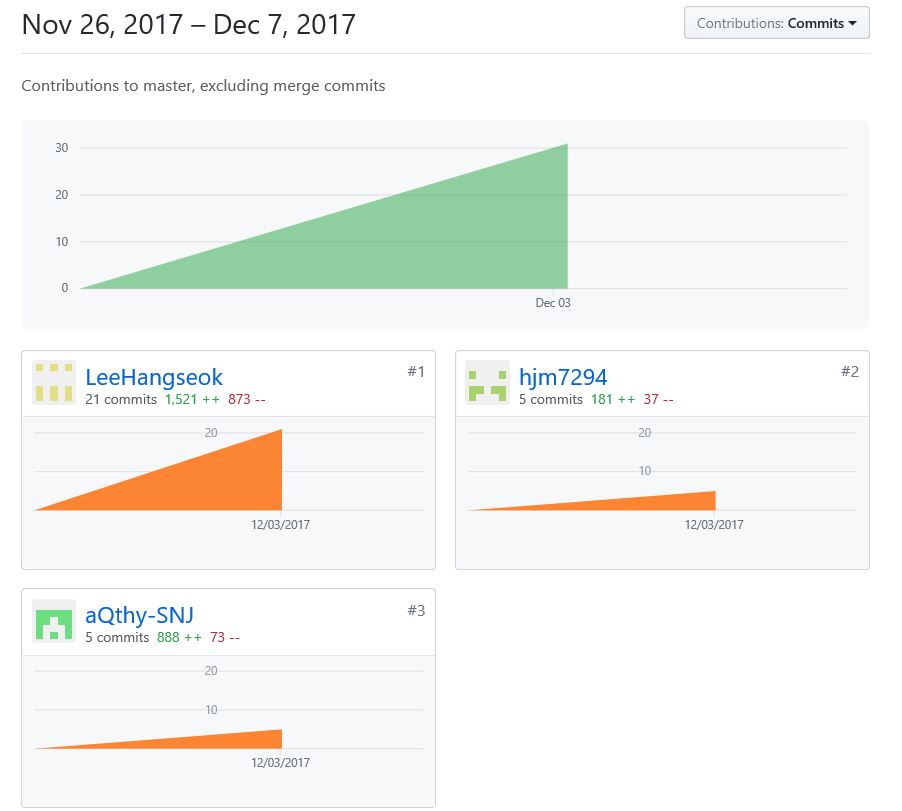 Nov 26, 2017 – Dec 7, 2017
Contributions: Commits
Contributions to master, excluding merge commits
30
20
10
0
Dec 03
LeeHangseok
#1
21 commits 1,521 ++ 873 --
20
12/03/2017
hjm7294
#2
5 commits 181 ++ 37 --
20
10
12/03/2017
aQthy-SNJ
#3
5 commits 888 ++ 73 --
20
10
12/03/2017